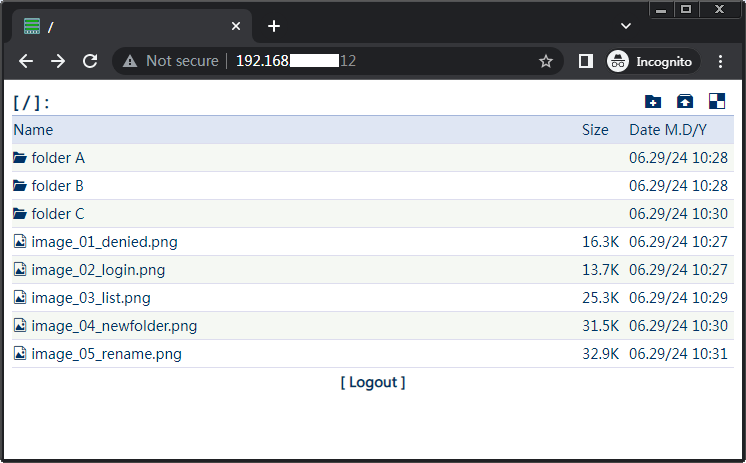 /
Not secure 192.168 12 Incognito
[ / ] :
Name Size Date M.D/Y
folder A 06.29/24 10:28
folder B 06.29/24 10:28
folder C 06.29/24 10:30
image_01_denied.png 16.3K 06.29/24 10:27
image_02_login.png 13.7K 06.29/24 10:27
image_03_list.png 25.3K 06.29/24 10:29
image_04_newfolder.png 31.5K 06.29/24 10:30
image_05_rename.png 32.9K 06.29/24 10:31
[ Logout ]